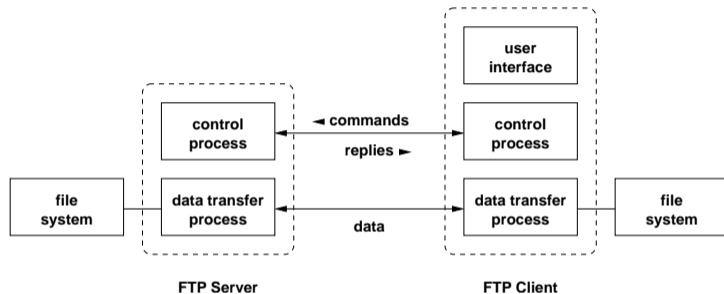 user
interface
◄ commands
control
process
control
process
replies ►
file
system
data transfer
process
data transfer
process
file
system
data
FTP Server
FTP Client